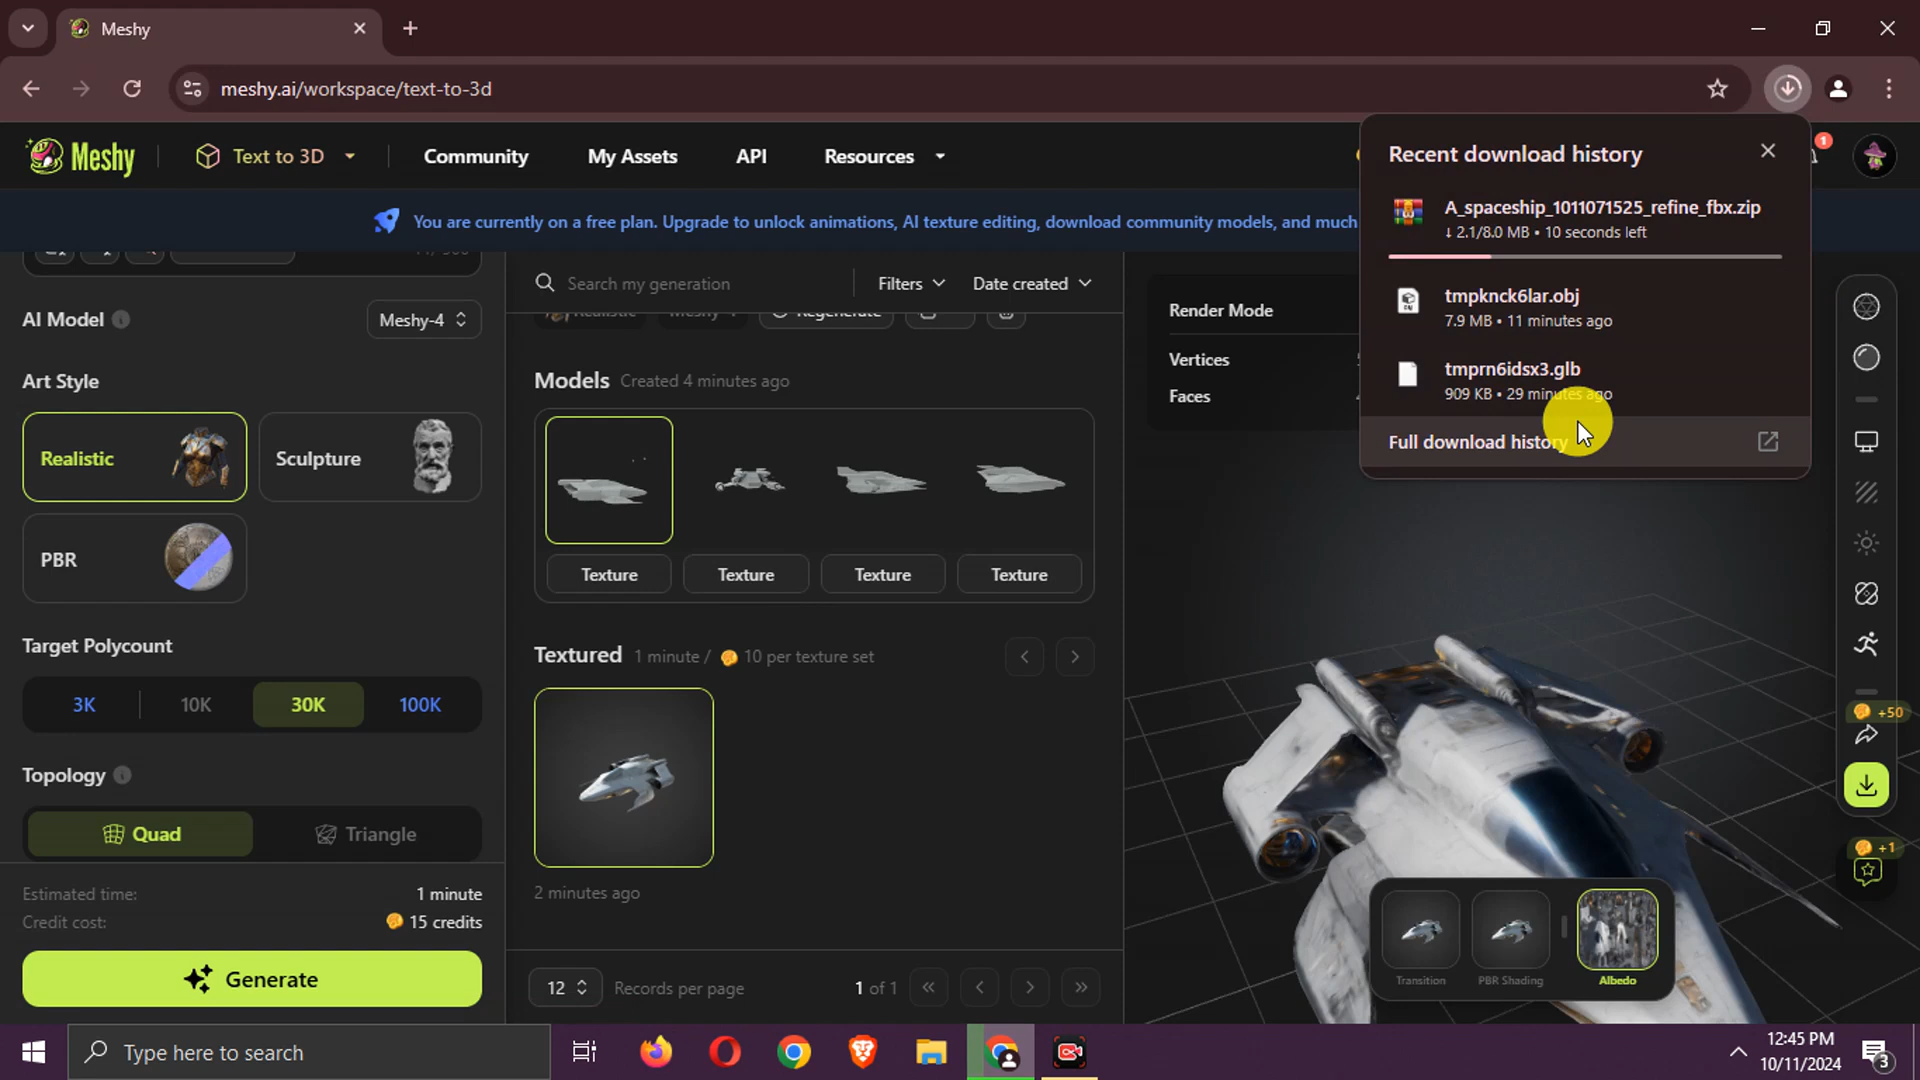 Meshy
meshy.ai/workspace/text-to-3d
Meshy
Text to 3D
Community
My Assets
API
Resources
1
You are currently on a free plan. Upgrade to unlock animations, AI texture editing, download community models, and much
Recent download history
A_spaceship_1011071525_refine_fbx.zip
↓ 2.1/8.0 MB • 10 seconds left
tmpknck6lar.obj
7.9 MB • 11 minutes ago
tmprn6idsx3.glb
909 KB • 29 minutes ago
Full download history
AI Model
Meshy-4
Art Style
Realistic
Sculpture
PBR
Target Polycount
3K
10K
30K
100K
Topology
Quad
Triangle
Estimated time:
1 minute
Credit cost:
15 credits
Generate
Search my generation
Filters
Date created
Realistic
Meshy-4
Regenerate
Models Created 4 minutes ago
Texture
Texture
Texture
Texture
Textured 1 minute / 10 per texture set
2 minutes ago
12
Records per page
1 of 1
Render Mode
Vertices
Faces
+50
+1
Transition
PBR Shading
Albedo
Type here to search
12:45 PM
10/11/2024
3